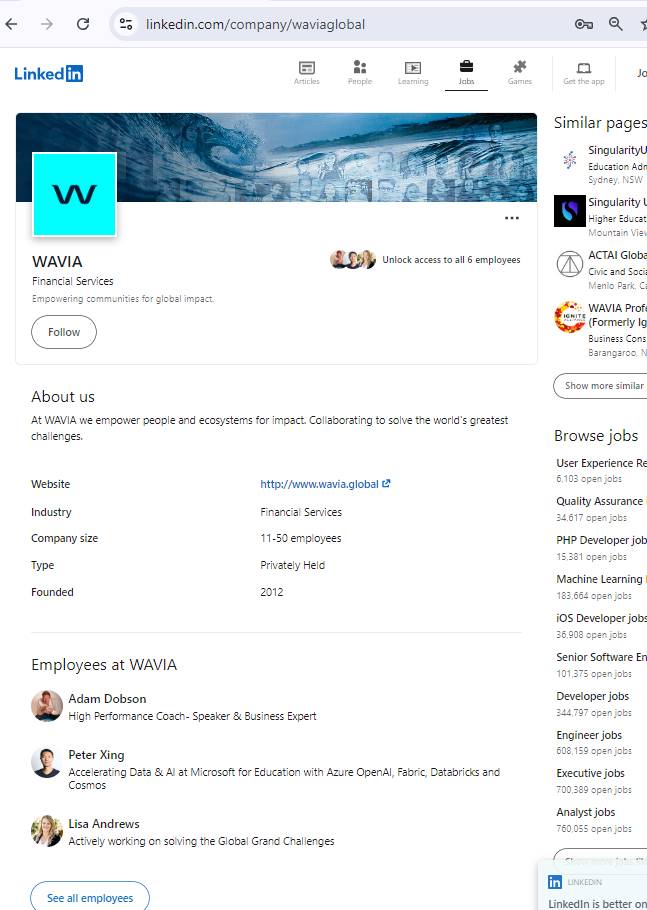 linkedin.com/company/waviaglobal
Linked in
Articles
People
Learning
Jobs
Games
Get the app
Jo
W
WAVIA
Financial Services
Empowering communities for global impact.
Unlock access to all 6 employees
Follow
About us
At WAVIA we empower people and ecosystems for impact. Collaborating to solve the world's greatest
challenges.
Website http://www.wavia.global
Industry Financial Services
Company size 11-50 employees
Type Privately Held
Founded 2012
Employees at WAVIA
Adam Dobson
High Performance Coach- Speaker & Business Expert
Peter Xing
Accelerating Data & AI at Microsoft for Education with Azure OpenAI, Fabric, Databricks and
Cosmos
Lisa Andrews
Actively working on solving the Global Grand Challenges
See all employees
Similar pages
SingularityU
Education Adm
Sydney, NSW
Singularity U
Higher Educat
Mountain View
ACTAI Globa
Civic and Socia
Menlo Park, Ca
IGNITE
WAVIA Profe
(Formerly Ig
Business Cons
Barangaroo, N
Show more similar
Browse jobs
User Experience Re
6,103 open jobs
Quality Assurance
34,617 open jobs
PHP Developer job
15,381 open jobs
Machine Learning
183,664 open jobs
iOS Developer jobs
36,908 open jobs
Senior Software En
101,375 open jobs
Developer jobs
344,797 open jobs
Engineer jobs
608,159 open jobs
Executive jobs
700,389 open jobs
Analyst jobs
760,055 open jobs
Show more jobs
in LINKEDIN
LinkedIn is better on